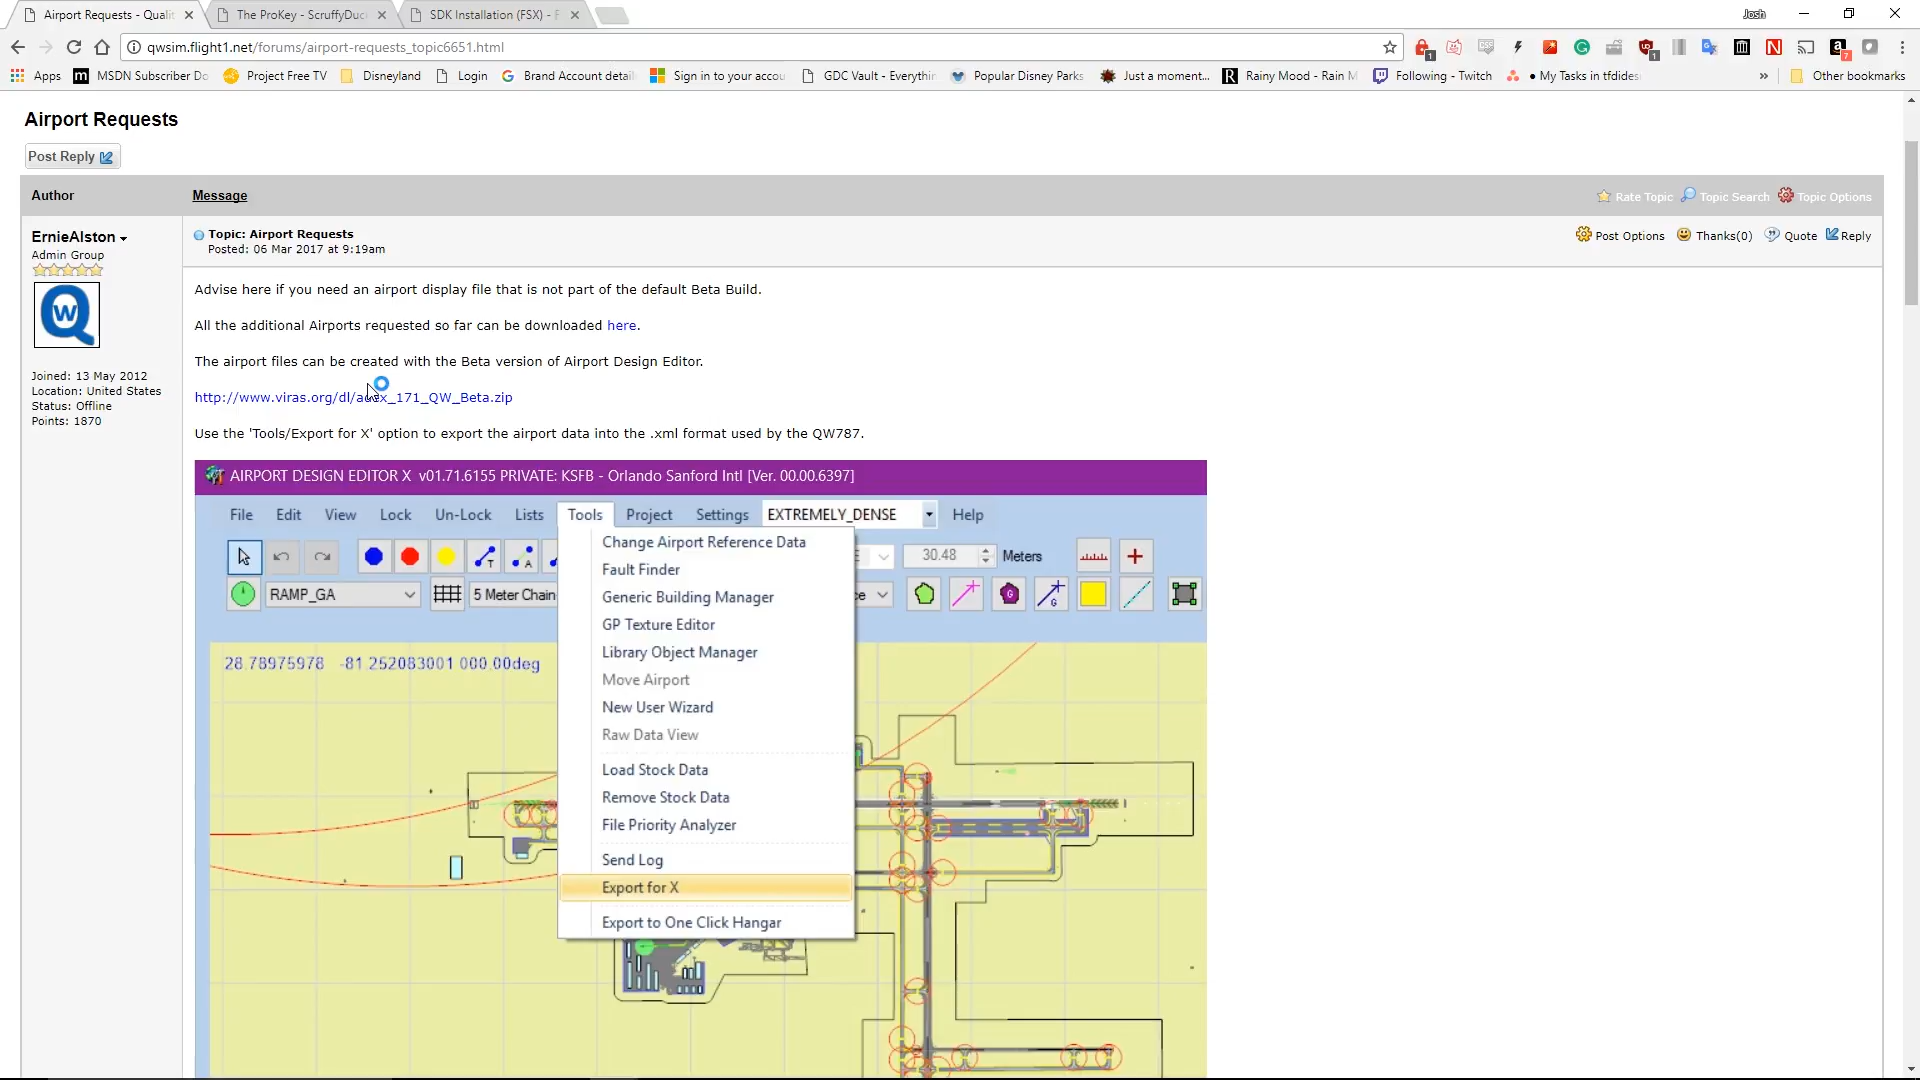 Airport Requests - Quali
The ProKey - ScruffyDuc
SDK Installation (FSX) - F
Josh
qwsim.flight1.net/forums/airport-requests_topic6651.html
Apps
MSDN Subscriber Do
Project Free TV
Disneyland
Login
Brand Account detail
Sign in to your accou
GDC Vault - Everythin
Popular Disney Parks
Just a moment...
Rainy Mood - Rain M
Following - Twitch
● My Tasks in tfdides
»
Other bookmarks
Airport Requests
Post Reply
Author
Message
Rate Topic
Topic Search
Topic Options
ErnieAlston
Admin Group
Topic: Airport Requests
Posted: 06 Mar 2017 at 9:19am
Post Options
Thanks(0)
Quote
Reply
Joined: 13 May 2012
Location: United States
Status: Offline
Points: 1870
Advise here if you need an airport display file that is not part of the default Beta Build.
All the additional Airports requested so far can be downloaded here.
The airport files can be created with the Beta version of Airport Design Editor.
http://www.viras.org/dl/adex_171_QW_Beta.zip
Use the 'Tools/Export for X' option to export the airport data into the .xml format used by the QW787.
AIRPORT DESIGN EDITOR X v01.71.6155 PRIVATE: KSFB - Orlando Sanford Intl [Ver. 00.00.6397]
File
Edit
View
Lock
Un-Lock
Lists
Tools
Project
Settings
EXTREMELY_DENSE
Help
30.48
Meters
RAMP_GA
5 Meter Chain
ce
28.78975978 -81.252083001 000.00deg
Change Airport Reference Data
Fault Finder
Generic Building Manager
GP Texture Editor
Library Object Manager
Move Airport
New User Wizard
Raw Data View
Load Stock Data
Remove Stock Data
File Priority Analyzer
Send Log
Export for X
Export to One Click Hangar